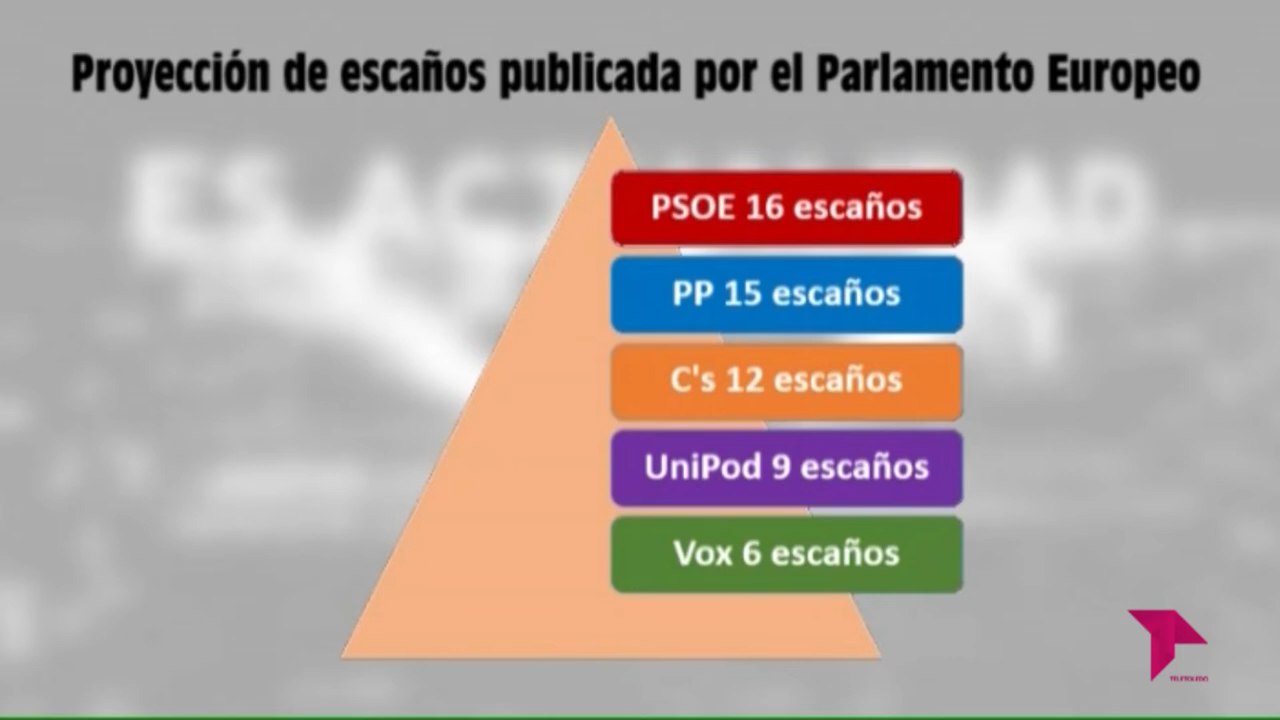 Proyección de escaños publicada por el Parlamento Europeo
PSOE 16 escaños
PP 15 escaños
C's 12 escaños
UniPod 9 escaños
Vox 6 escaños